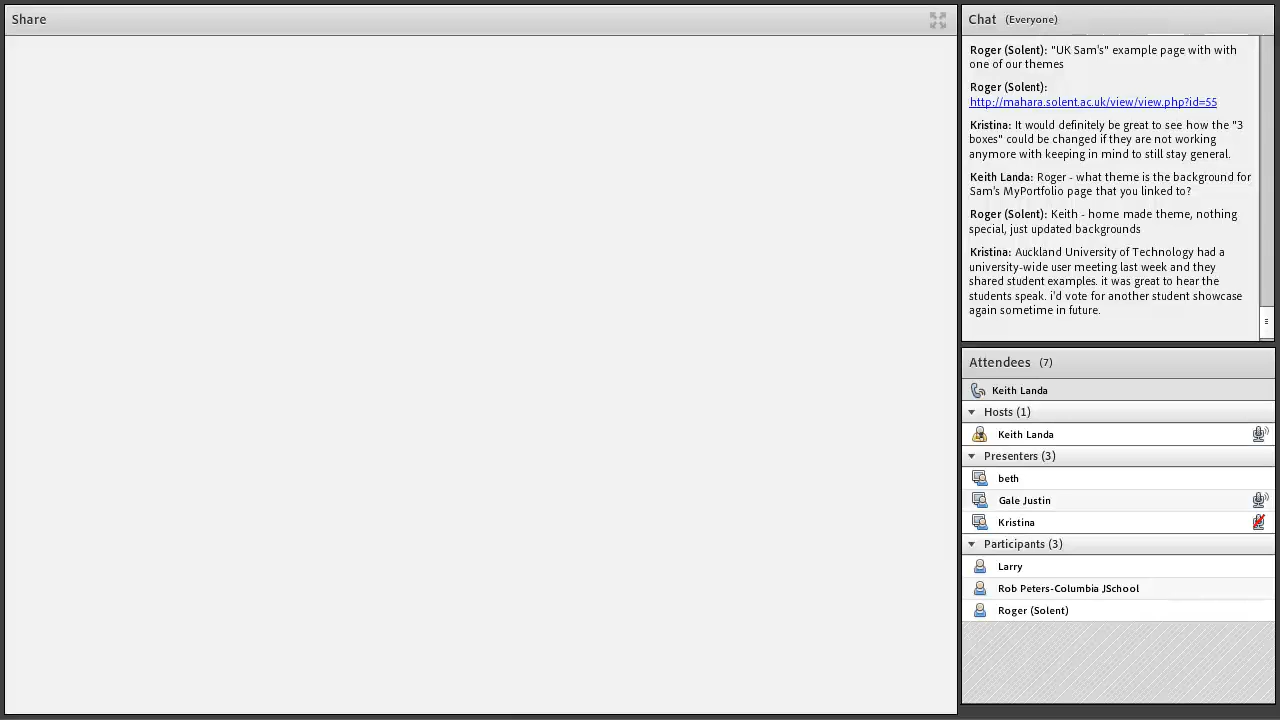 Share
Chat (Everyone)
Roger (Solent): "UK Sam's" example page with with
one of our themes
Roger (Solent):
http://mahara.solent.ac.uk/view/view.php?id=55
Kristina: It would definitely be great to see how the "3
boxes" could be changed if they are not working
anymore with keeping in mind to still stay general.
Keith Landa: Roger - what theme is the background for
Sam's MyPortfolio page that you linked to?
Roger (Solent): Keith - home made theme, nothing
special, just updated backgrounds
Kristina: Auckland University of Technology had a
university-wide user meeting last week and they
shared student examples. it was great to hear the
students speak. i'd vote for another student showcase
again sometime in future.
Attendees (7)
Keith Landa
Hosts (1)
Keith Landa
Presenters (3)
beth
Gale Justin
Kristina
Participants (3)
Larry
Rob Peters-Columbia JSchool
Roger (Solent)